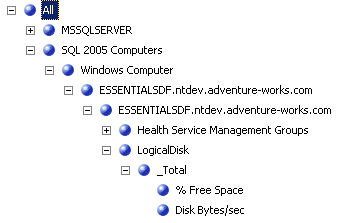 All
MSSQLSERVER
SQL 2005 Computers
Windows Computer
ESSENTIALSDF.ntdev.adventure-works.com
ESSENTIALSDF.ntdev.adventure-works.com
Health Service Management Groups
LogicalDisk
_Total
% Free Space
Disk Bytes/sec